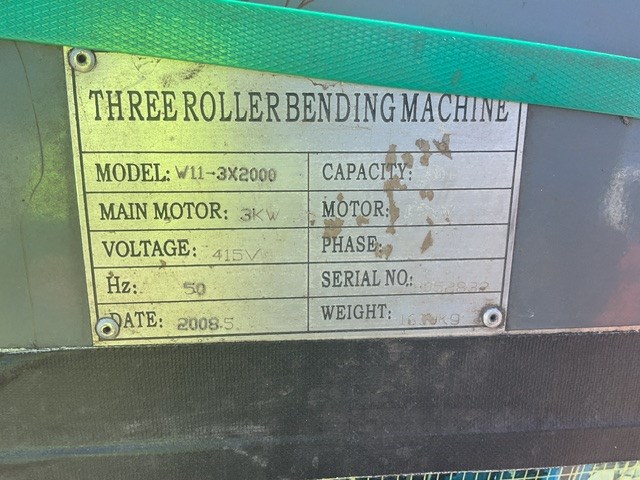 THREE ROLLER BENDING MACHINE
MODEL: W11-3X2000 CAPACITY:
MAIN MOTOR: 3KW MOTOR:
VOLTAGE: 415V PHASE:
Hz: 50 SERIAL NO.:
DATE: 2008.5 WEIGHT: